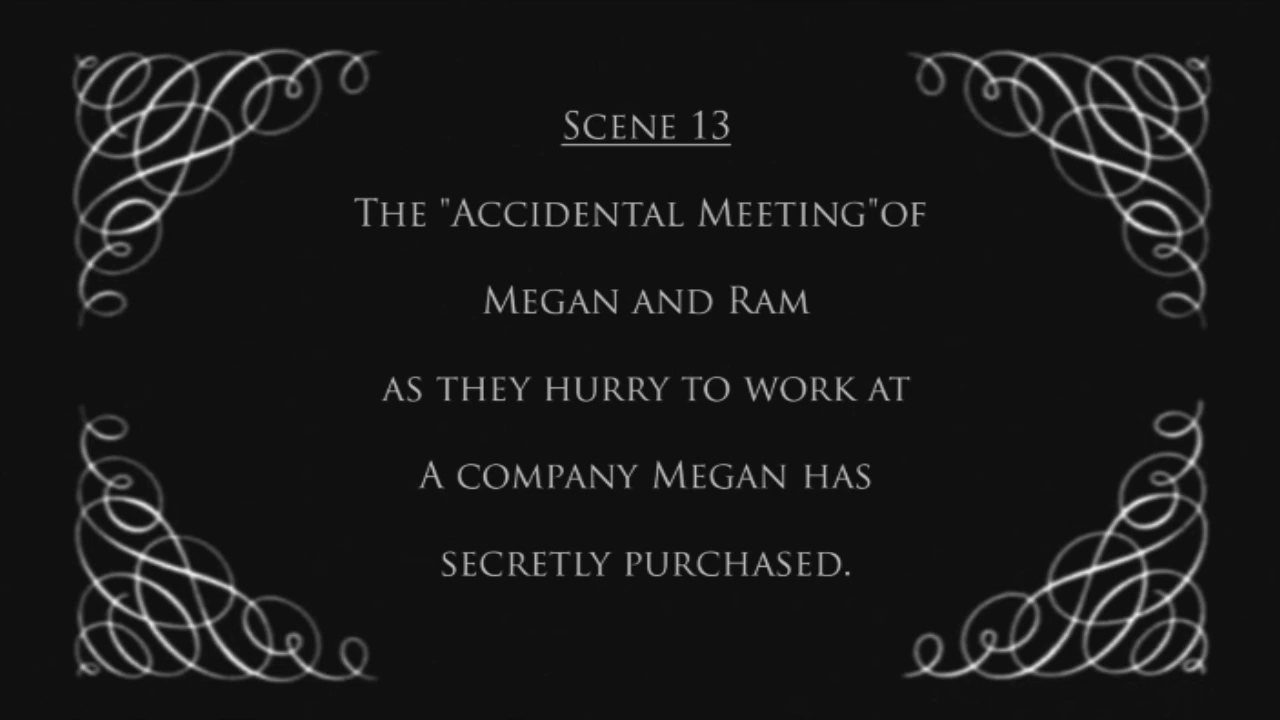 Scene 13
The "Accidental Meeting"of
Megan and Ram
as they hurry to work at
A company Megan has
secretly purchased.